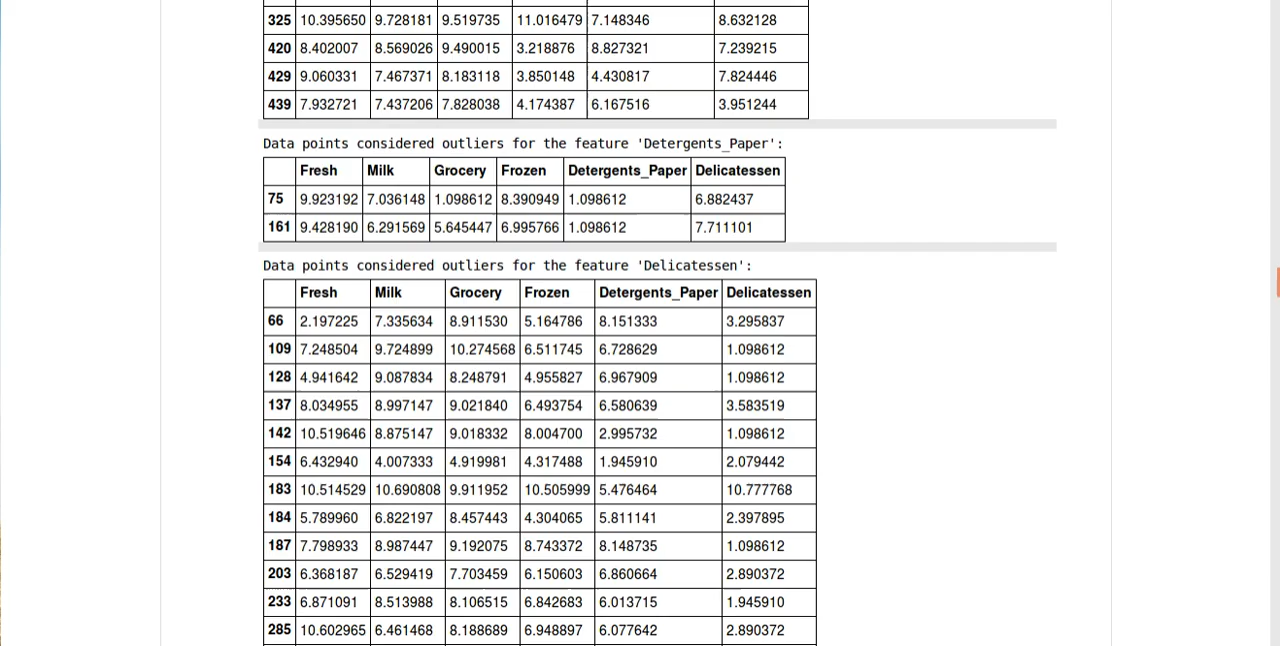 325 10.395650 9.728181 9.519735 11.016479 7.148346 8.632128
420 8.402007 8.569026 9.490015 3.218876 8.827321 7.239215
429 9.060331 7.467371 8.183118 3.850148 4.430817 7.824446
439 7.932721 7.437206 7.828038 4.174387 6.167516 3.951244
Data points considered outliers for the feature 'Detergents_Paper':
Fresh Milk Grocery Frozen Detergents_Paper Delicatessen
75 9.923192 7.036148 1.098612 8.390949 1.098612 6.882437
161 9.428190 6.291569 5.645447 6.995766 1.098612 7.711101
Data points considered outliers for the feature 'Delicatessen':
Fresh Milk Grocery Frozen Detergents_Paper Delicatessen
66 2.197225 7.335634 8.911530 5.164786 8.151333 3.295837
109 7.248504 9.724899 10.274568 6.511745 6.728629 1.098612
128 4.941642 9.087834 8.248791 4.955827 6.967909 1.098612
137 8.034955 8.997147 9.021840 6.493754 6.580639 3.583519
142 10.519646 8.875147 9.018332 8.004700 2.995732 1.098612
154 6.432940 4.007333 4.919981 4.317488 1.945910 2.079442
183 10.514529 10.690808 9.911952 10.505999 5.476464 10.777768
184 5.789960 6.822197 8.457443 4.304065 5.811141 2.397895
187 7.798933 8.987447 9.192075 8.743372 8.148735 1.098612
203 6.368187 6.529419 7.703459 6.150603 6.860664 2.890372
233 6.871091 8.513988 8.106515 6.842683 6.013715 1.945910
285 10.602965 6.461468 8.188689 6.948897 6.077642 2.890372